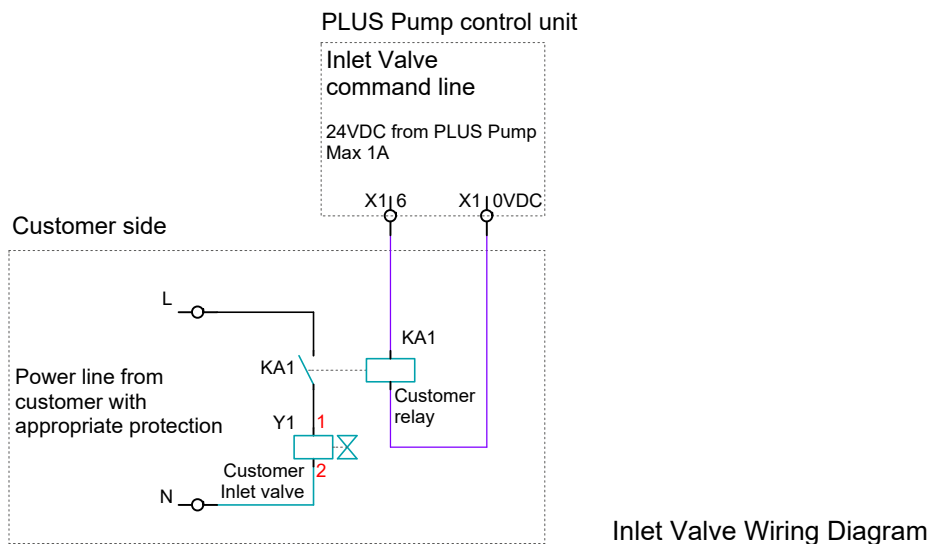 PLUS Pump control unit
Inlet Valve
command line
24VDC from PLUS Pump
Max 1A
X1 6
X1 0VDC
Customer side
L
KA1
KA1
Power line from
customer with
appropriate protection
Customer
relay
Y1
1
2
Customer
Inlet valve
N
Inlet Valve Wiring Diagram